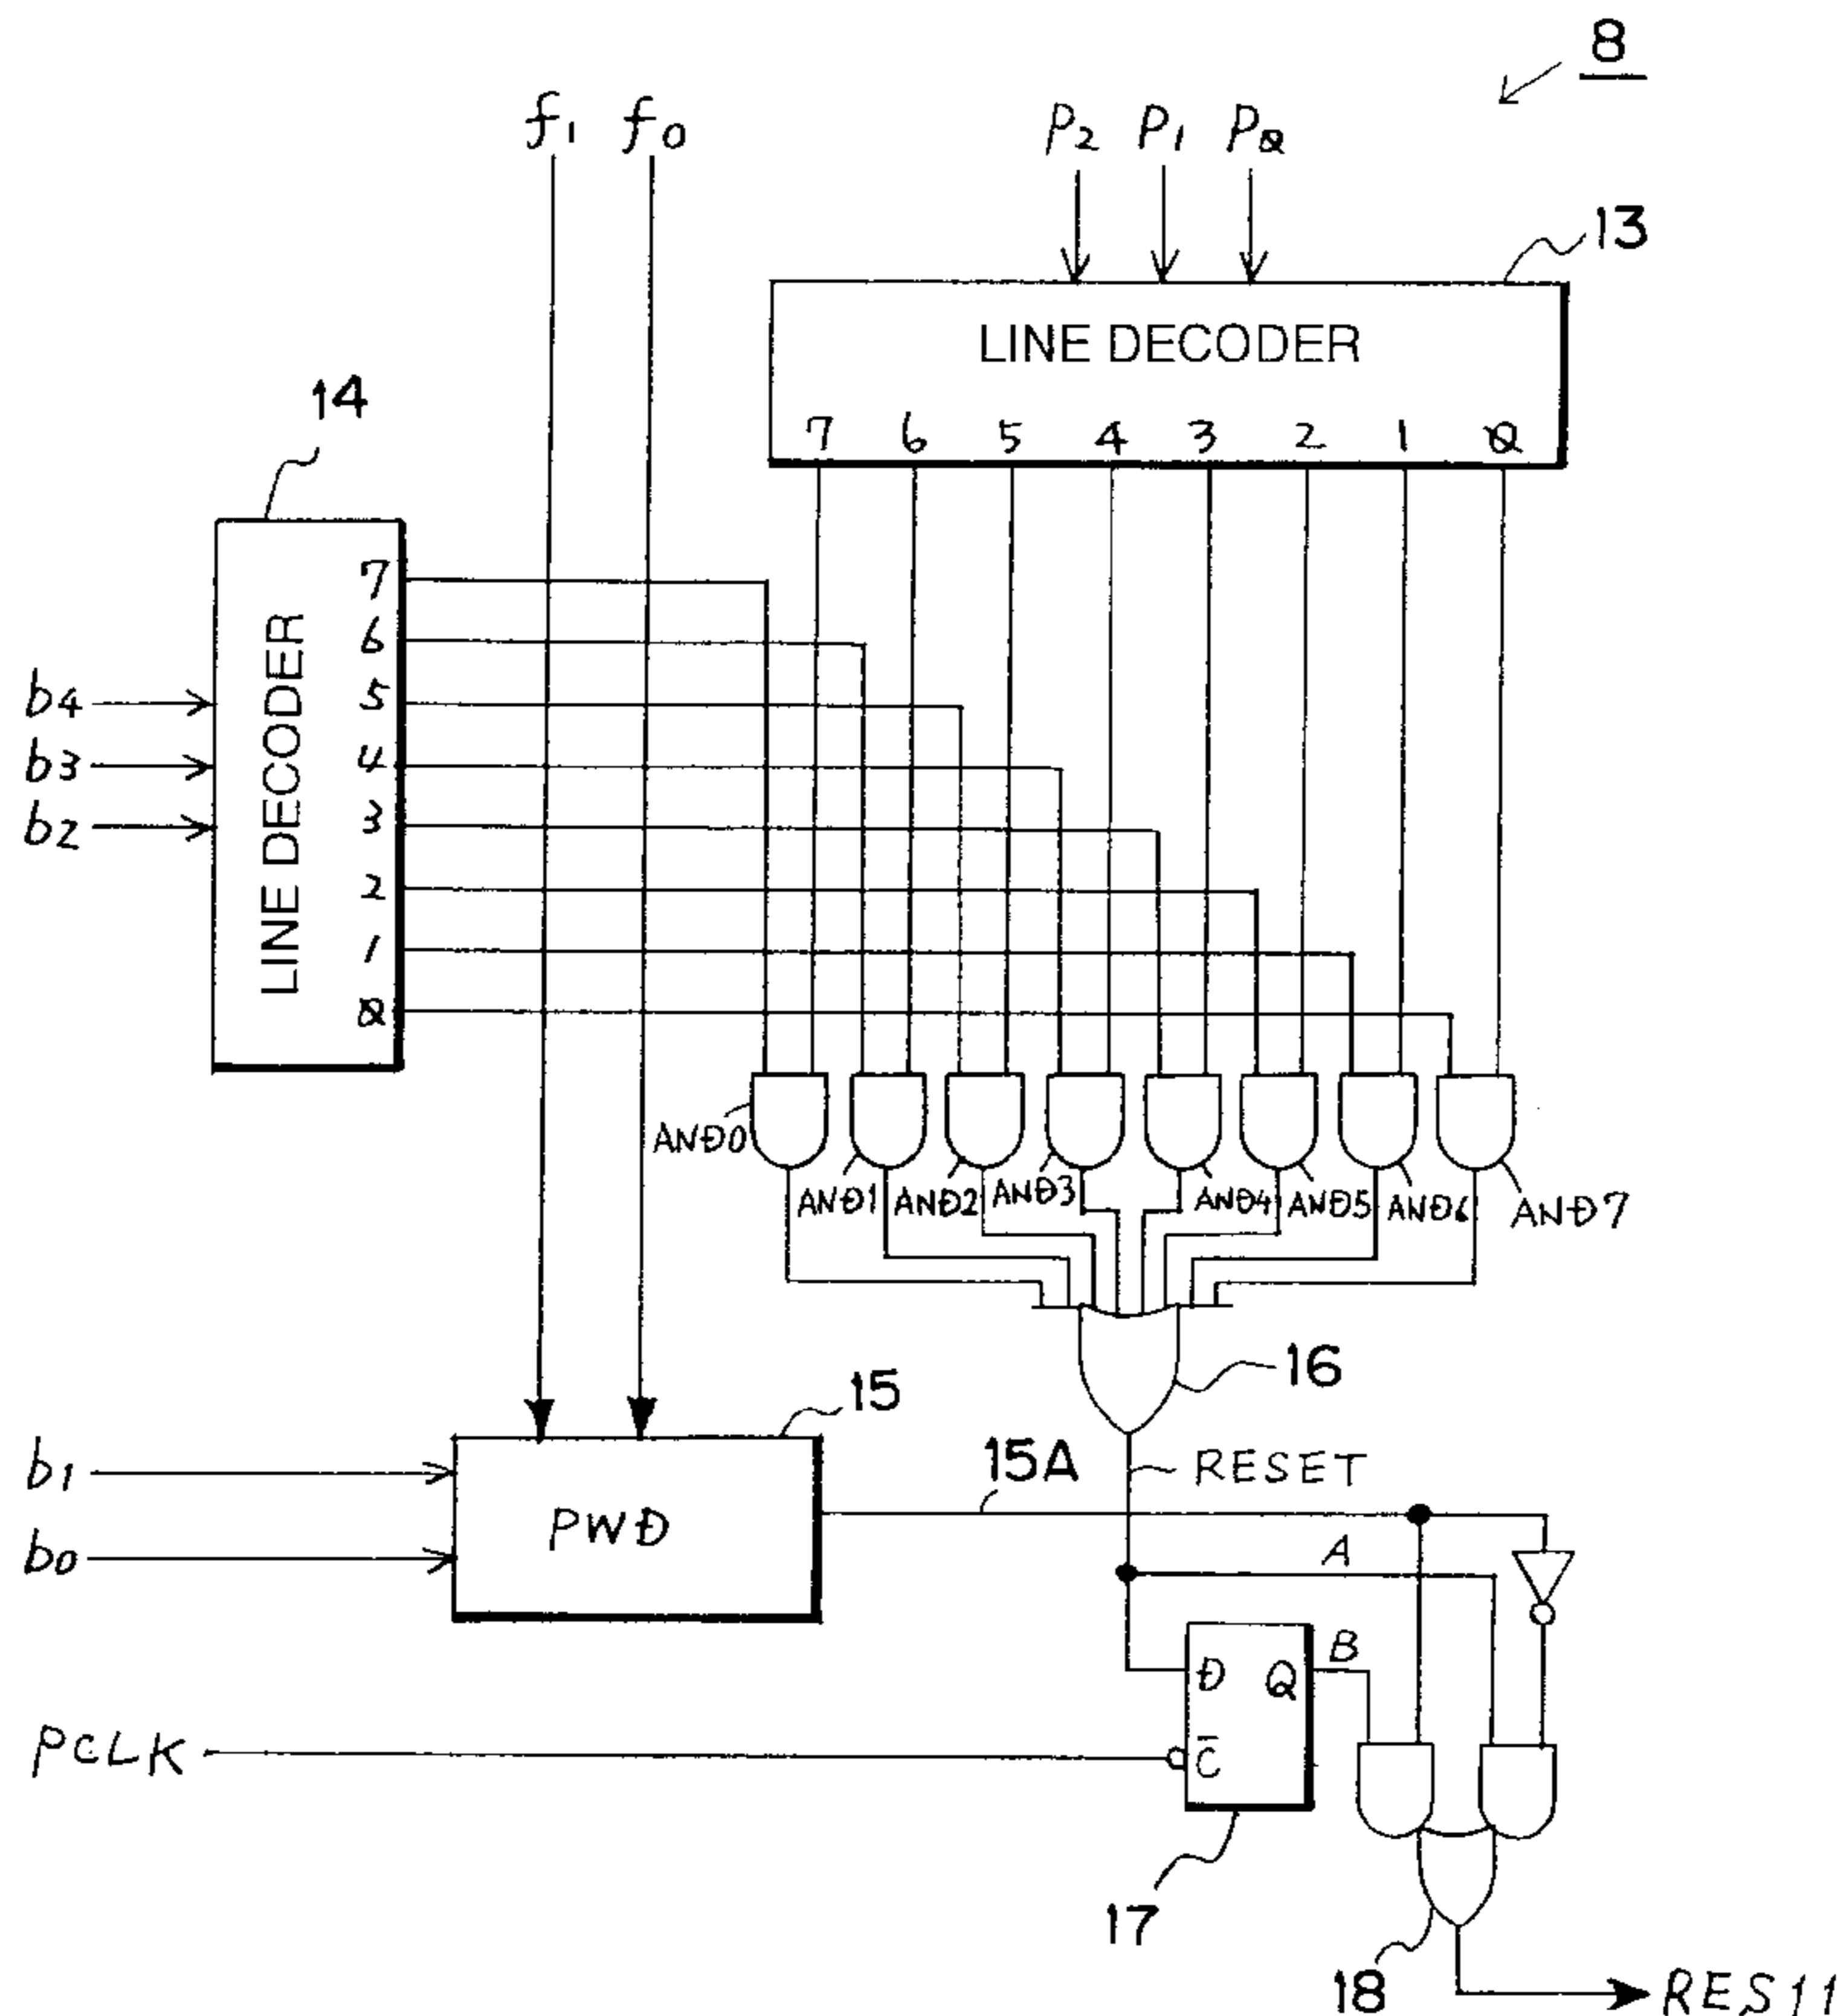 8
f1 f0
P2 P1 P0
13
LINE DECODER
7 6 5 4 3 2 1 0
14
LINE DECODER
7
6
5
4
3
2
1
0
b4
b3
b2
AND0
AND1 AND2 AND3 AND4 AND5 AND6 AND7
16
15
RESET
15A
b1
b0
PWD
A
B
D Q
C̅
PCLK
17
18
RES11